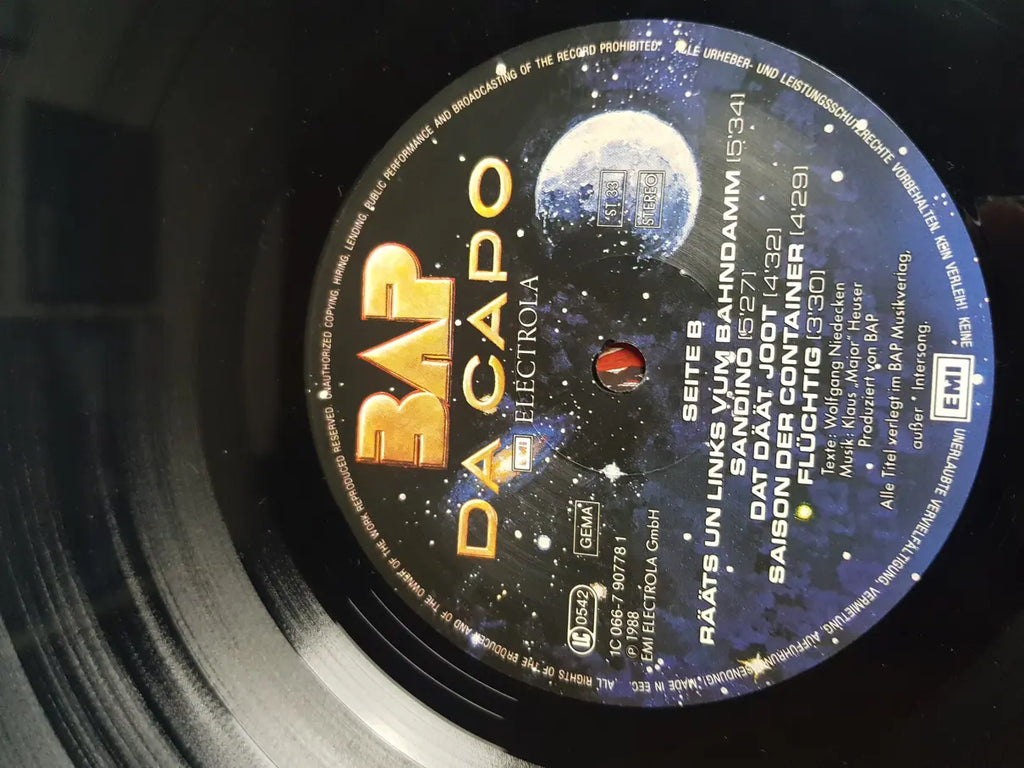 BAP
DA CAPO
EMI ELECTROLA
GEMA
ST 33
STEREO
LC 0542
1C 066-7 90778 1
℗ 1988
EMI ELECTROLA GmbH
SEITE B
RÄÄTS UN LINKS VUM BAHNDAMM (5'34)
SANDINO (5'27)
DAT DÄÄT JOOT (4'32)
SAISON DER CONTAINER (4'29)
* FLÜCHTIG (3'30)
Texte: Wolfgang Niedecken
Musik: Klaus „Major" Heuser
Produziert von BAP
Alle Titel verlegt im BAP Musikverlag,
außer * Intersong.
EMI
ALL RIGHTS OF THE PRODUCER AND OF THE OWNER OF THE WORK REPRODUCED RESERVED. UNAUTHORIZED COPYING, HIRING, LENDING, PUBLIC PERFORMANCE AND BROADCASTING OF THE RECORD PROHIBITED. ALLE URHEBER- UND LEISTUNGSSCHUTZRECHTE VORBEHALTEN. KEIN VERLEIH! KEINE UNERLAUBTE VERVIELFÄLTIGUNG, VERMIETUNG, AUFFÜHRUNG, SENDUNG. MADE IN EEC.